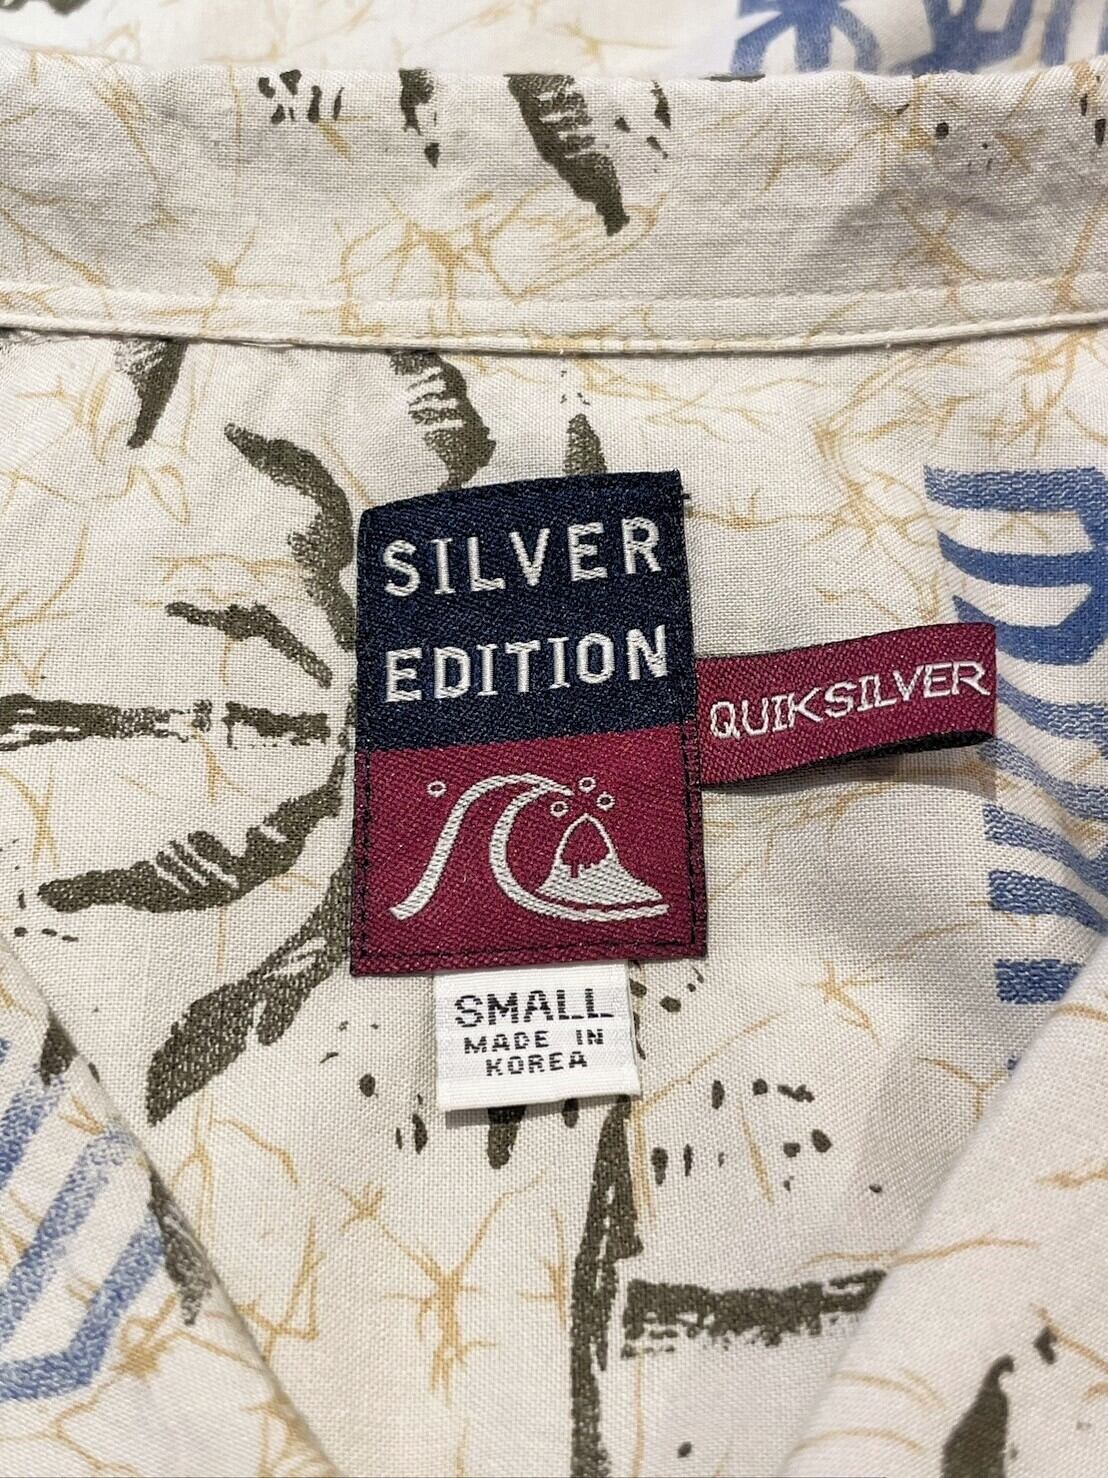 SILVER
EDITION
QUIKSILVER
SMALL
MADE IN
KOREA